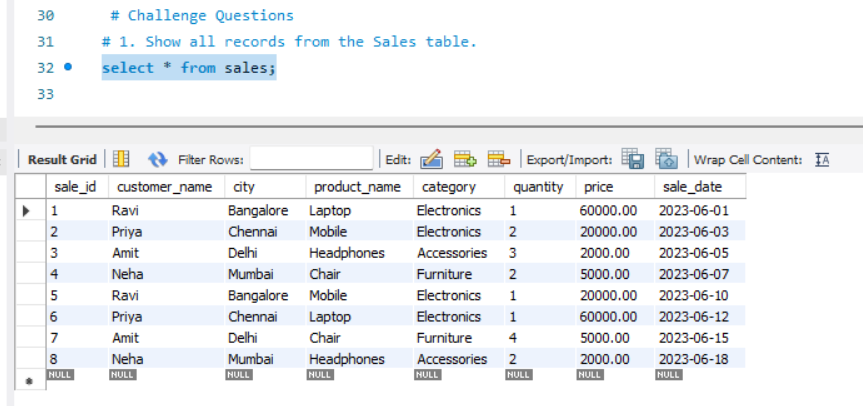 30 # Challenge Questions
31 # 1. Show all records from the Sales table.
32 select * from sales;
33
Result Grid Filter Rows: Edit: Export/Import: Wrap Cell Content:
sale_id customer_name city product_name category quantity price sale_date
1 Ravi Bangalore Laptop Electronics 1 60000.00 2023-06-01
2 Priya Chennai Mobile Electronics 2 20000.00 2023-06-03
3 Amit Delhi Headphones Accessories 3 2000.00 2023-06-05
4 Neha Mumbai Chair Furniture 2 5000.00 2023-06-07
5 Ravi Bangalore Mobile Electronics 1 20000.00 2023-06-10
6 Priya Chennai Laptop Electronics 1 60000.00 2023-06-12
7 Amit Delhi Chair Furniture 4 5000.00 2023-06-15
8 Neha Mumbai Headphones Accessories 2 2000.00 2023-06-18
NULL NULL NULL NULL NULL NULL NULL NULL